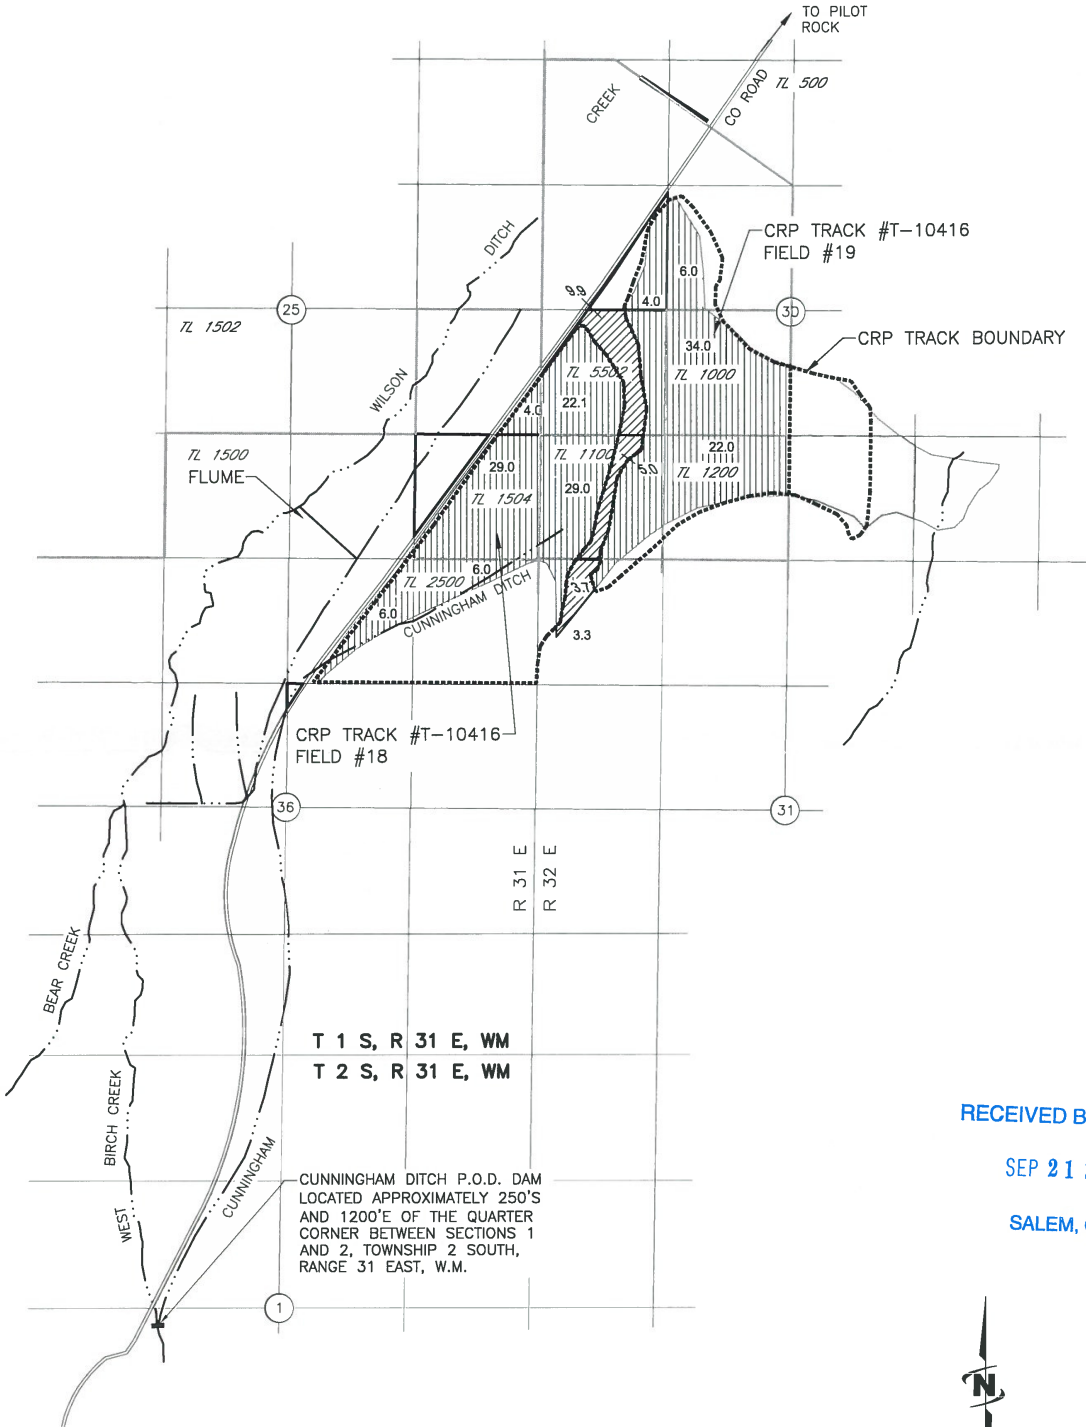 TO PILOT
ROCK
TL 500
CO ROAD
CREEK
DITCH
CRP TRACK #T-10416
FIELD #19
6.0
9.9
4.0
25
30
TL 1502
34.0
CRP TRACK BOUNDARY
WILSON
TL 5502
TL 1000
4.0
22.1
TL 1500
FLUME
TL 1100
22.0
29.0
5.0
TL 1200
TL 1504
29.0
6.0
TL 2500
3.7
6.0
CUNNINGHAM DITCH
3.3
CRP TRACK #T-10416
FIELD #18
36
31
R 31 E
R 32 E
BEAR CREEK
T 1 S, R 31 E, WM
T 2 S, R 31 E, WM
WEST BIRCH CREEK
CUNNINGHAM
RECEIVED B
SEP 21
SALEM,
CUNNINGHAM DITCH P.O.D. DAM
LOCATED APPROXIMATELY 250'S
AND 1200'E OF THE QUARTER
CORNER BETWEEN SECTIONS 1
AND 2, TOWNSHIP 2 SOUTH,
RANGE 31 EAST, W.M.
1
N